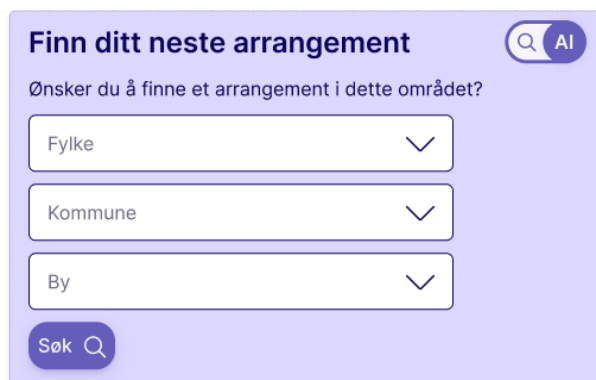 Finn ditt neste arrangement
AI
Ønsker du å finne et arrangement i dette området?
Fylke
Kommune
By
Søk